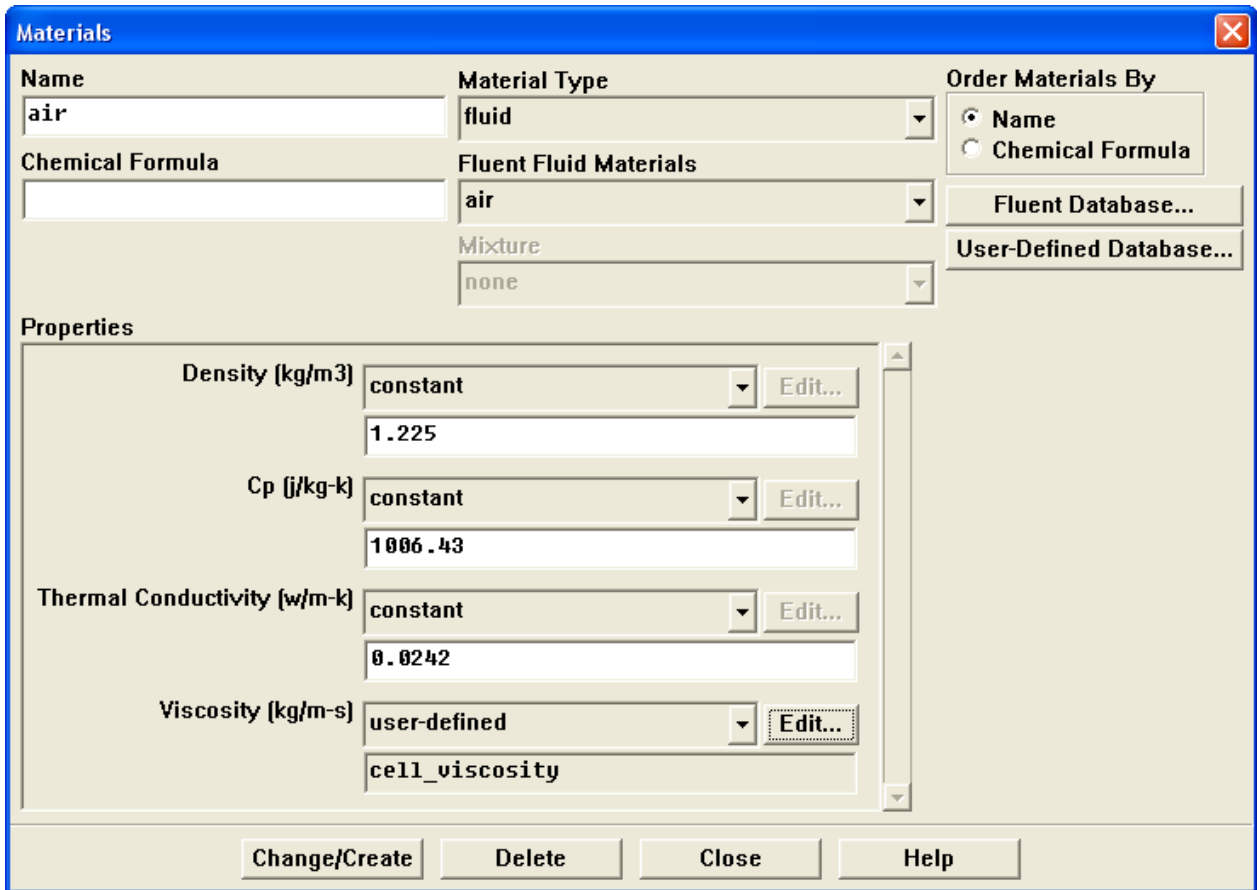 Materials
Name
air
Chemical Formula
Material Type
fluid
Fluent Fluid Materials
air
Mixture
none
Order Materials By
Name
Chemical Formula
Fluent Database...
User-Defined Database...
Properties
Density (kg/m3) constant Edit...
1.225
Cp (j/kg-k) constant Edit...
1006.43
Thermal Conductivity (w/m-k) constant Edit...
0.0242
Viscosity (kg/m-s) user-defined Edit...
cell_viscosity
Change/Create Delete Close Help